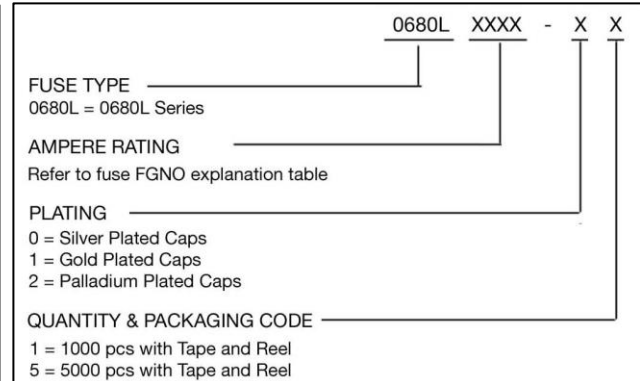 0680L XXXX - X X
FUSE TYPE
0680L = 0680L Series
AMPERE RATING
Refer to fuse FGNO explanation table
PLATING
0 = Silver Plated Caps
1 = Gold Plated Caps
2 = Palladium Plated Caps
QUANTITY & PACKAGING CODE
1 = 1000 pcs with Tape and Reel
5 = 5000 pcs with Tape and Reel